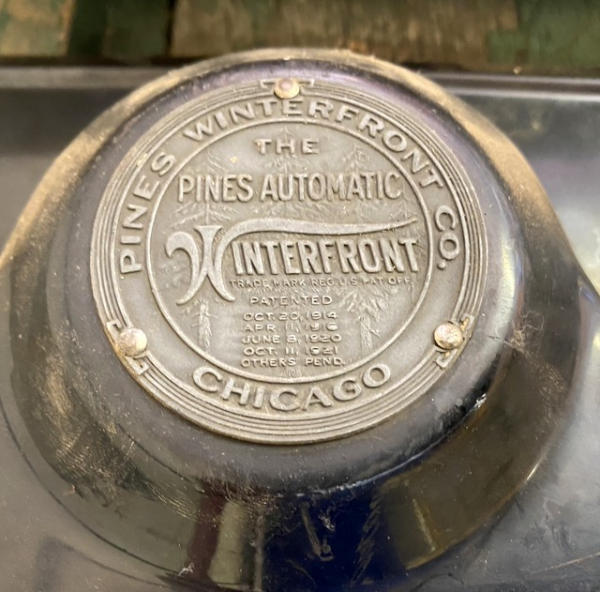 PINES WINTERFRONT CO.
THE
PINES AUTOMATIC
WINTERFRONT
TRADE MARK REG. U.S. PAT. OFF.
PATENTED
OCT. 20, 1914
APR. 11, 1916
JUNE 8, 1920
OCT. 11, 1921
OTHERS PEND.
CHICAGO